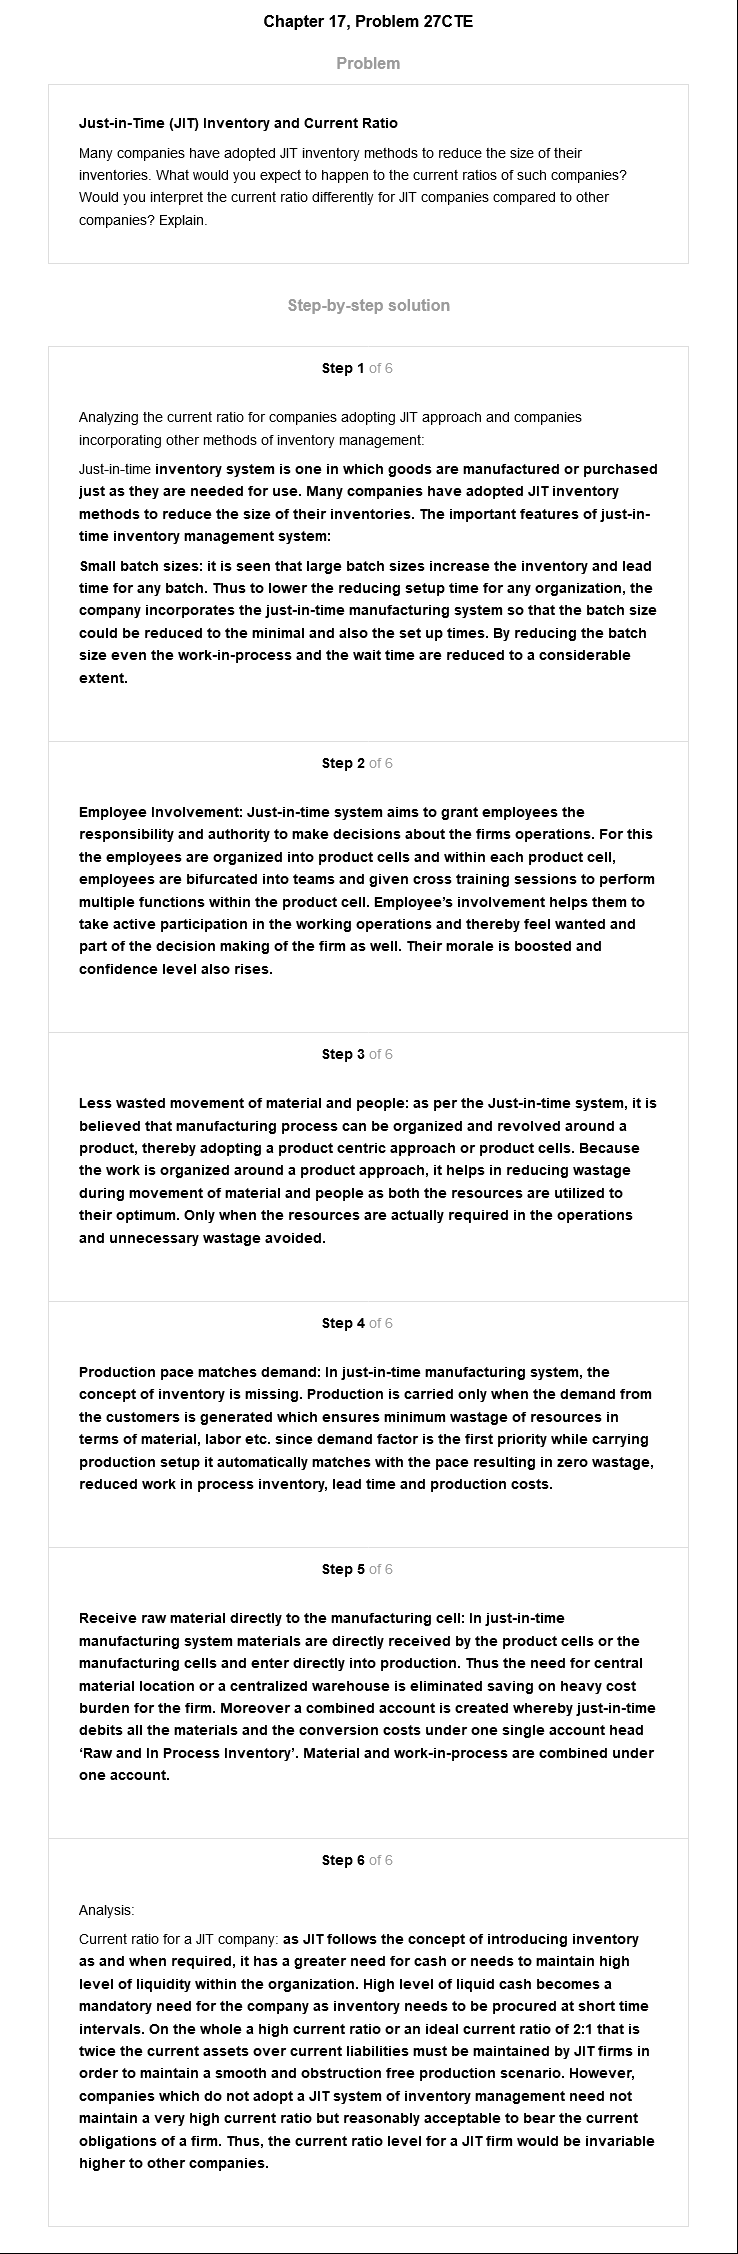 Chapter 17, Problem 27CTE
Problem
Just-in-Time (JIT) Inventory and Current Ratio
Many companies have adopted JIT inventory methods to reduce the size of their
inventories. What would you expect to happen to the current ratios of such companies?
Would you interpret the current ratio differently for JIT companies compared to other
companies? Explain.
Step-by-step solution
Step 1 of 6
Analyzing the current ratio for companies adopting JIT approach and companies
incorporating other methods of inventory management:
Just-in-time inventory system is one in which goods are manufactured or purchased
just as they are needed for use. Many companies have adopted JIT inventory
methods to reduce the size of their inventories. The important features of just-in-
time inventory management system:
Small batch sizes: it is seen that large batch sizes increase the inventory and lead
time for any batch. Thus to lower the reducing setup time for any organization, the
company incorporates the just-in-time manufacturing system so that the batch size
could be reduced to the minimal and also the set up times. By reducing the batch
size even the work-in-process and the wait time are reduced to a considerable
extent.
Step 2 of 6
Employee Involvement: Just-in-time system aims to grant employees the
responsibility and authority to make decisions about the firms operations. For this
the employees are organized into product cells and within each product cell,
employees are bifurcated into teams and given cross training sessions to perform
multiple functions within the product cell. Employee’s involvement helps them to
take active participation in the working operations and thereby feel wanted and
part of the decision making of the firm as well. Their morale is boosted and
confidence level also rises.
Step 3 of 6
Less wasted movement of material and people: as per the Just-in-time system, it is
believed that manufacturing process can be organized and revolved around a
product, thereby adopting a product centric approach or product cells. Because
the work is organized around a product approach, it helps in reducing wastage
during movement of material and people as both the resources are utilized to
their optimum. Only when the resources are actually required in the operations
and unnecessary wastage avoided.
Step 4 of 6
Production pace matches demand: In just-in-time manufacturing system, the
concept of inventory is missing. Production is carried only when the demand from
the customers is generated which ensures minimum wastage of resources in
terms of material, labor etc. since demand factor is the first priority while carrying
production setup it automatically matches with the pace resulting in zero wastage,
reduced work in process inventory, lead time and production costs.
Step 5 of 6
Receive raw material directly to the manufacturing cell: In just-in-time
manufacturing system materials are directly received by the product cells or the
manufacturing cells and enter directly into production. Thus the need for central
material location or a centralized warehouse is eliminated saving on heavy cost
burden for the firm. Moreover a combined account is created whereby just-in-time
debits all the materials and the conversion costs under one single account head
‘Raw and In Process Inventory’. Material and work-in-process are combined under
one account.
Step 6 of 6
Analysis:
Current ratio for a JIT company: as JIT follows the concept of introducing inventory
as and when required, it has a greater need for cash or needs to maintain high
level of liquidity within the organization. High level of liquid cash becomes a
mandatory need for the company as inventory needs to be procured at short time
intervals. On the whole a high current ratio or an ideal current ratio of 2:1 that is
twice the current assets over current liabilities must be maintained by JIT firms in
order to maintain a smooth and obstruction free production scenario. However,
companies which do not adopt a JIT system of inventory management need not
maintain a very high current ratio but reasonably acceptable to bear the current
obligations of a firm. Thus, the current ratio level for a JIT firm would be invariable
higher to other companies.